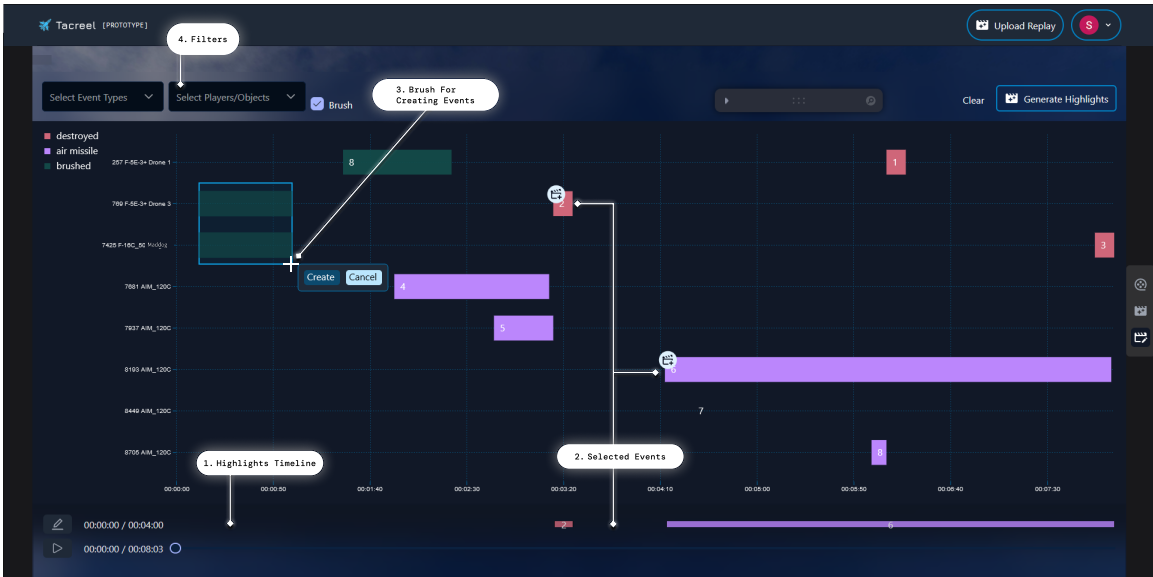 Tacreel [PROTOTYPE]
Upload Replay
S
4. Filters
Select Event Types
Select Players/Objects
Brush
3. Brush For
Creating Events
Clear
Generate Highlights
destroyed
air missile
brushed
257 F-5E-3+ Drone 1
8
1
769 F-5E-3+ Drone 3
2
7425 F-16C_50 Maddog
3
Create
Cancel
7681 AIM_120C
4
7937 AIM_120C
5
8193 AIM_120C
6
8449 AIM_120C
7
8705 AIM_120C
8
1. Highlights Timeline
2. Selected Events
00:00:00
00:00:50
00:01:40
00:02:30
00:03:20
00:04:10
00:05:00
00:05:50
00:06:40
00:07:30
00:00:00 / 00:04:00
2
6
00:00:00 / 00:08:03